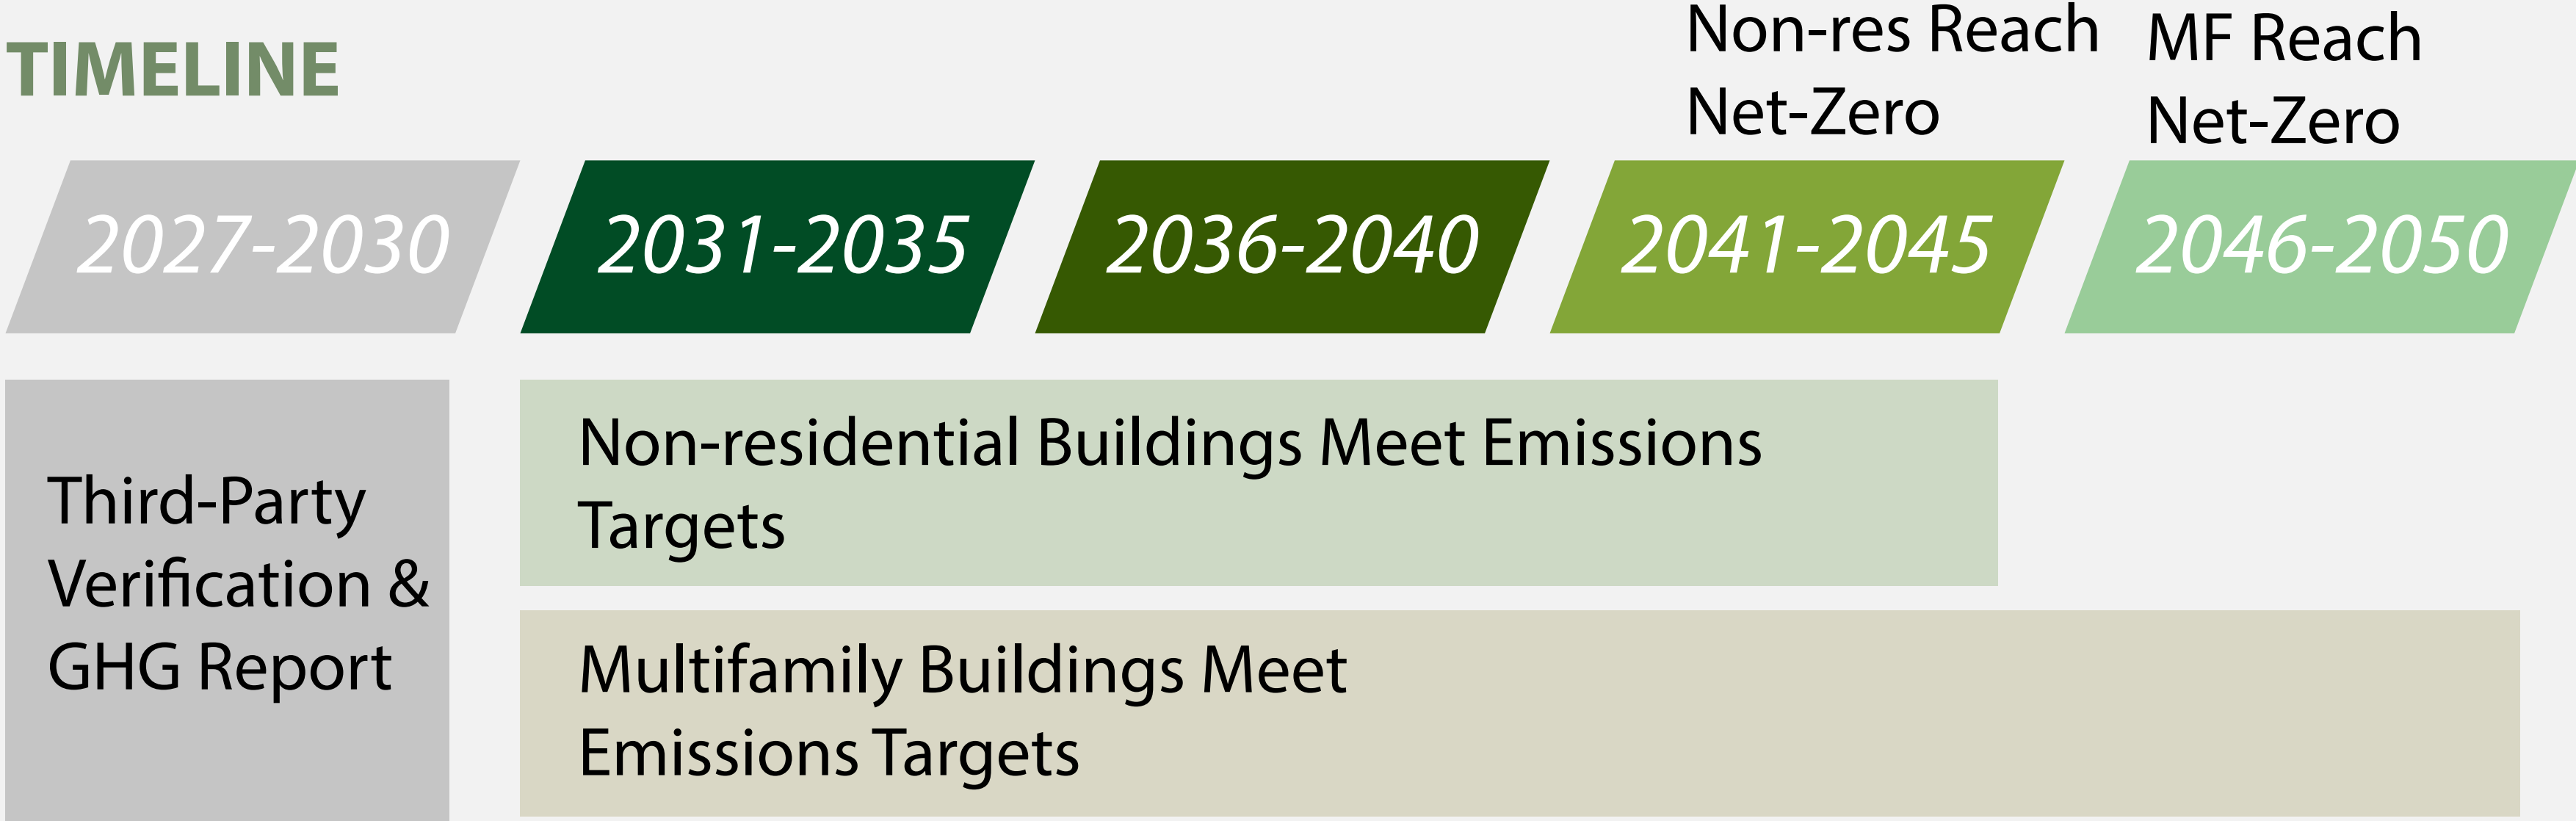 TIMELINE
Non-res Reach
Net-Zero
MF Reach
Net-Zero
2027-2030
2031-2035
2036-2040
2041-2045
2046-2050
Third-Party
Verification &
GHG Report
Non-residential Buildings Meet Emissions
Targets
Multifamily Buildings Meet
Emissions Targets